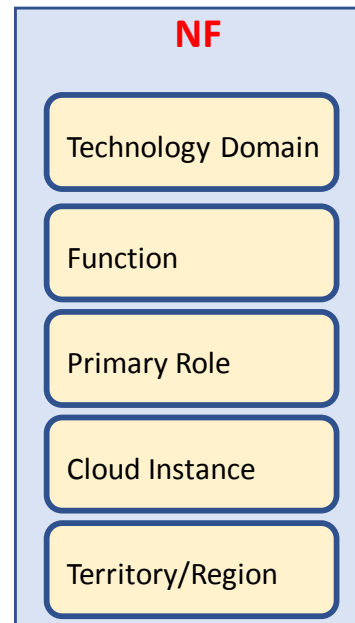 NF
Technology Domain
Function
Primary Role
Cloud Instance
Territory/Region